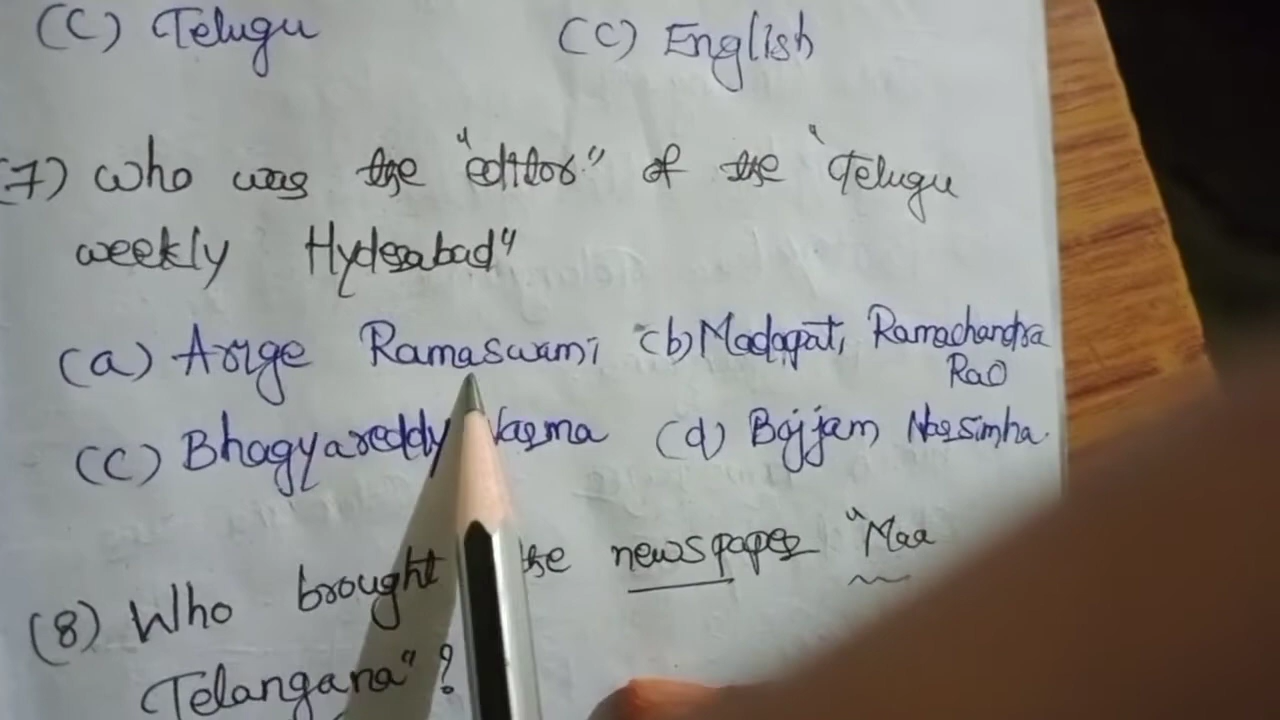 (C) Telugu (C) English
(7) Who was the "editor" of the "Telugu
weekly Hyderabad"
(a) Arige Ramaswami (b) Madapati Ramachandra
Rao
(C) Bhagyareddy Varma (d) Bojjam Narsimha.
(8) Who brought the newspaper "Maa
Telangana"?